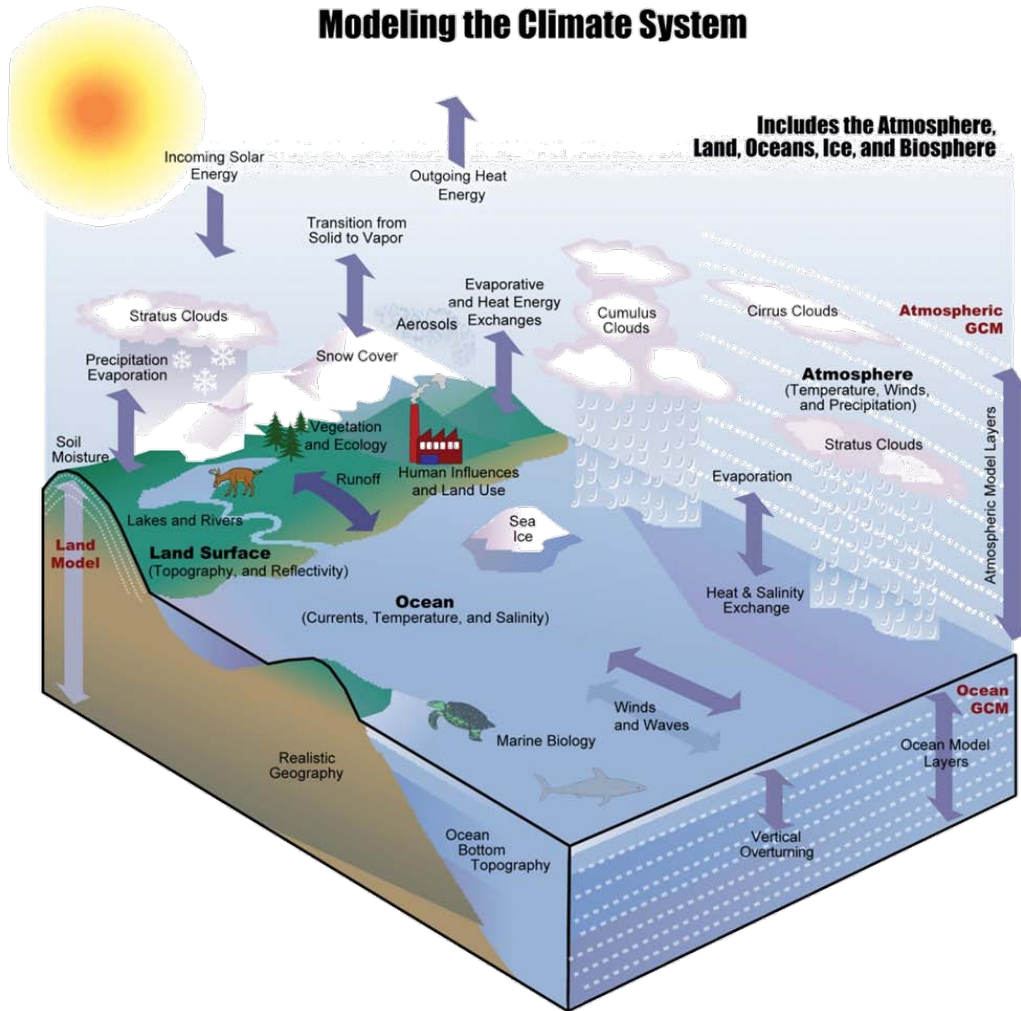 Modeling the Climate System
Includes the Atmosphere,
Land, Oceans, Ice, and Biosphere
Incoming Solar
Energy
Outgoing Heat
Energy
Transition from
Solid to Vapor
Evaporative
and Heat Energy
Exchanges
Stratus Clouds
Aerosols
Cumulus
Clouds
Cirrus Clouds
Atmospheric
GCM
Precipitation
Evaporation
Snow Cover
Atmosphere
(Temperature, Winds,
and Precipitation)
Soil
Moisture
Vegetation
and Ecology
Stratus Clouds
Runoff
Human Influences
and Land Use
Evaporation
Atmospheric Model Layers
Lakes and Rivers
Sea
Ice
Land
Model
Land Surface
(Topography, and Reflectivity)
Ocean
(Currents, Temperature, and Salinity)
Heat & Salinity
Exchange
Ocean
GCM
Winds
and Waves
Marine Biology
Ocean Model
Layers
Realistic
Geography
Ocean
Bottom
Topography
Vertical
Overturning